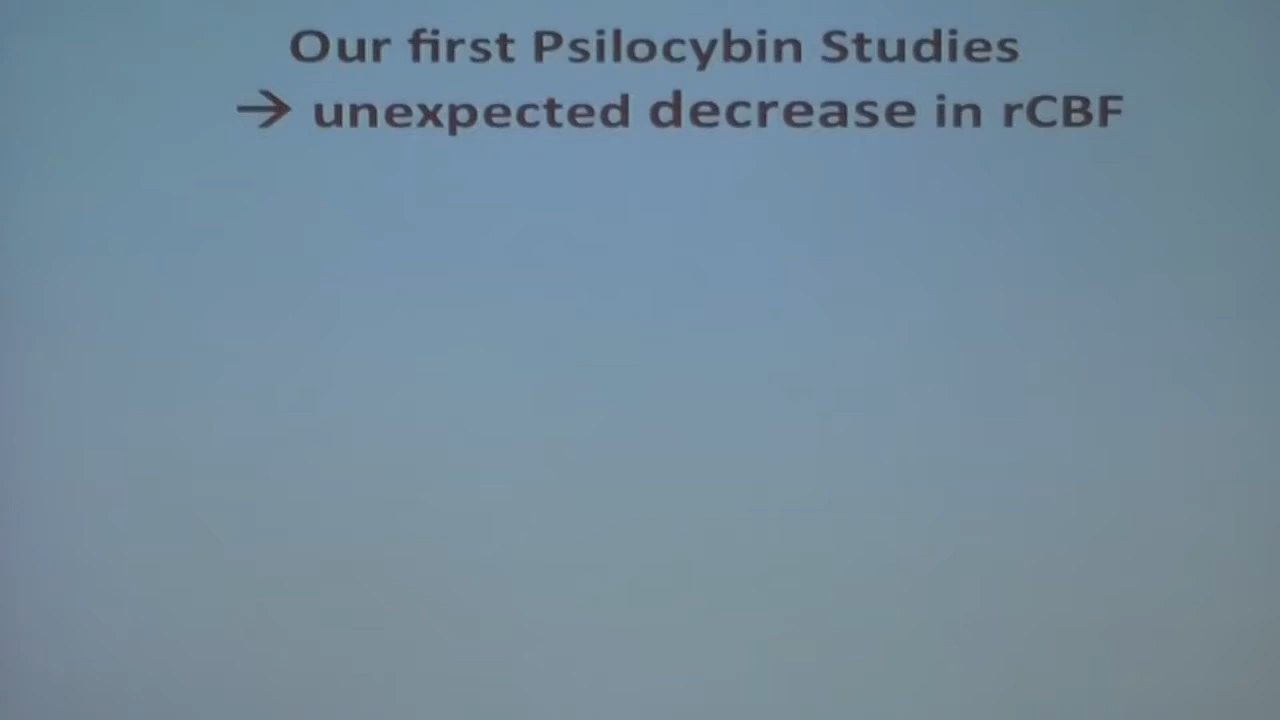 Our first Psilocybin Studies
→ unexpected decrease in rCBF